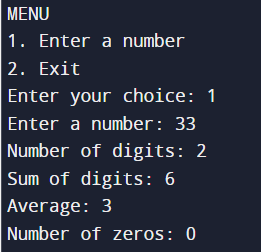 MENU
1. Enter a number
2. Exit
Enter your choice: 1
Enter a number: 33
Number of digits: 2
Sum of digits: 6
Average: 3
Number of zeros: 0